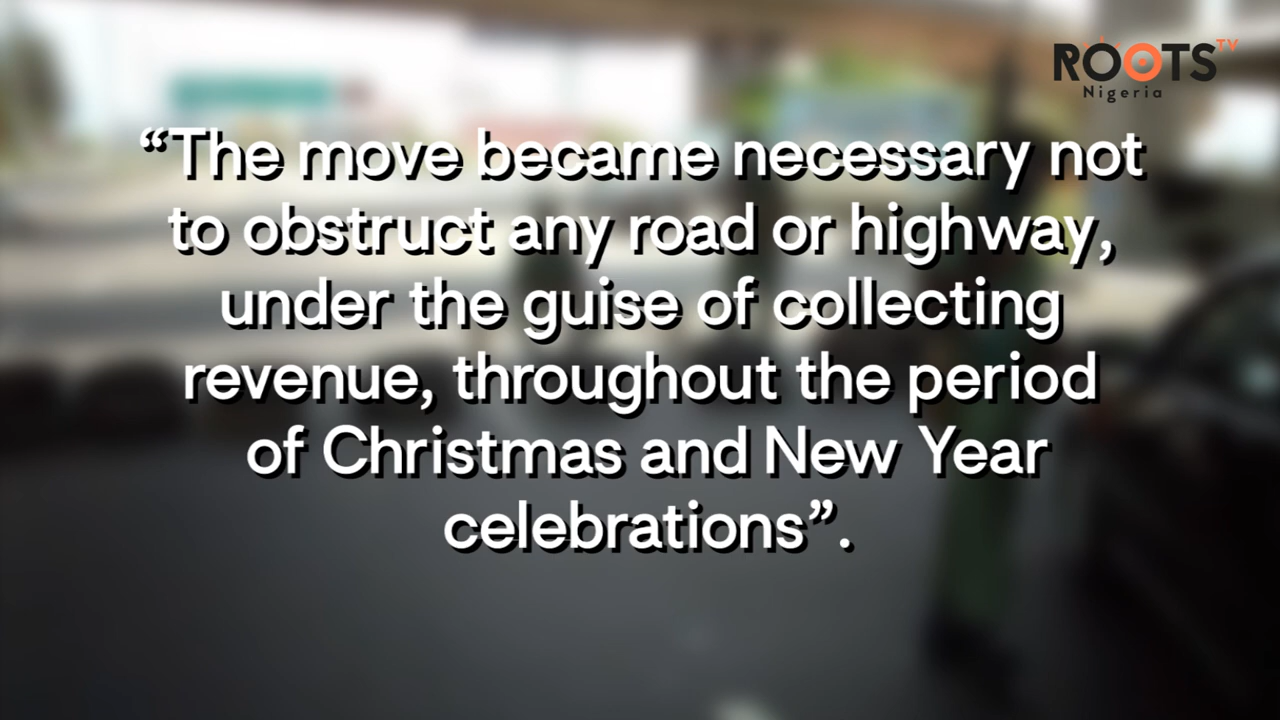 ROOTS TV
Nigeria
“The move became necessary not
to obstruct any road or highway,
under the guise of collecting
revenue, throughout the period
of Christmas and New Year
celebrations”.